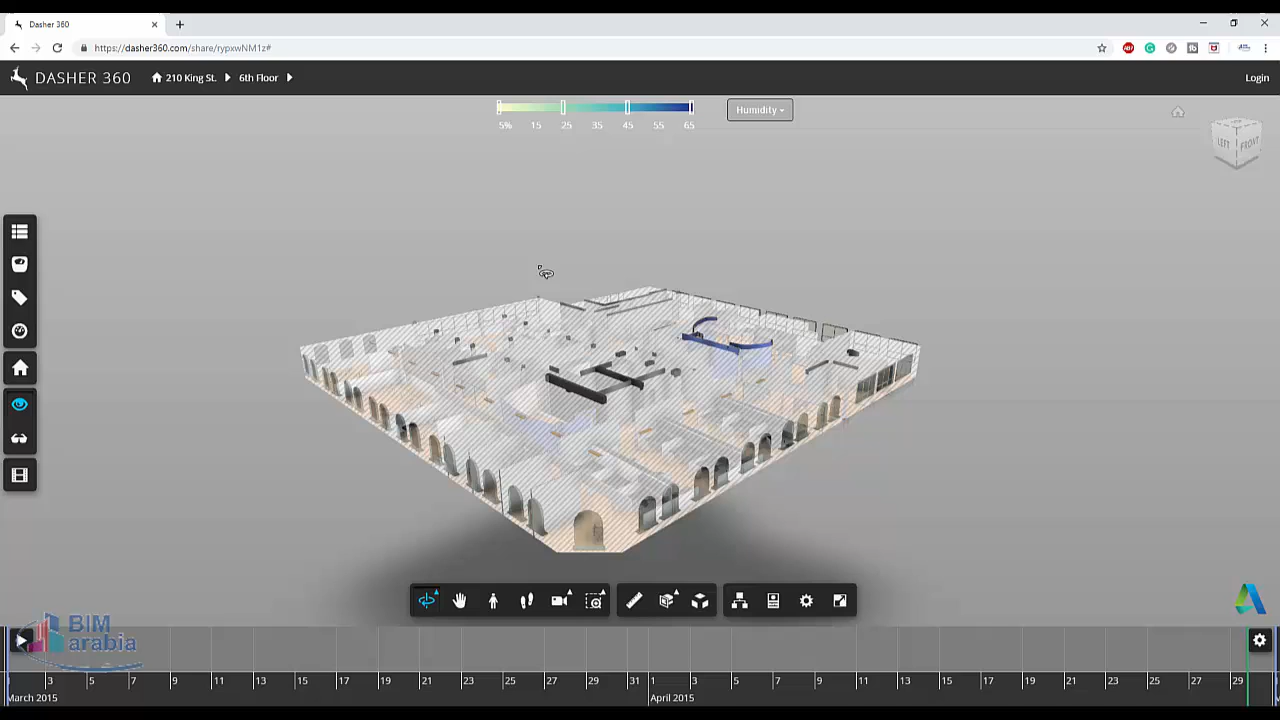 Dasher 360
https://dasher360.com/share/rypxwNM1z#
DASHER 360
210 King St.
6th Floor
Login
5% 15 25 35 45 55 65
Humidity
LEFT
FRONT
BIM
arabia
3 5 7 9 11 13 15 17 19 21 23 25 27 29 31 1 3 5 7 9 11 13 15 17 19 21 23 25 27 29
March 2015
April 2015